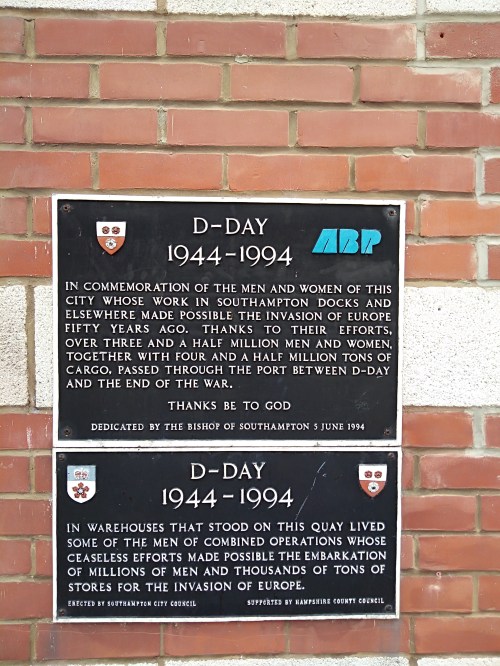 D-DAY
1944-1994
ABP
IN COMMEMORATION OF THE MEN AND WOMEN OF THIS
CITY WHOSE WORK IN SOUTHAMPTON DOCKS AND
ELSEWHERE MADE POSSIBLE THE INVASION OF EUROPE
FIFTY YEARS AGO. THANKS TO THEIR EFFORTS,
OVER THREE AND A HALF MILLION MEN AND WOMEN,
TOGETHER WITH FOUR AND A HALF MILLION TONS OF
CARGO, PASSED THROUGH THE PORT BETWEEN D-DAY
AND THE END OF THE WAR.
THANKS BE TO GOD
DEDICATED BY THE BISHOP OF SOUTHAMPTON 5 JUNE 1994
D-DAY
1944-1994
IN WAREHOUSES THAT STOOD ON THIS QUAY LIVED
SOME OF THE MEN OF COMBINED OPERATIONS WHOSE
CEASELESS EFFORTS MADE POSSIBLE THE EMBARKATION
OF MILLIONS OF MEN AND THOUSANDS OF TONS OF
STORES FOR THE INVASION OF EUROPE.
ERECTED BY SOUTHAMPTON CITY COUNCIL SUPPORTED BY HAMPSHIRE COUNTY COUNCIL